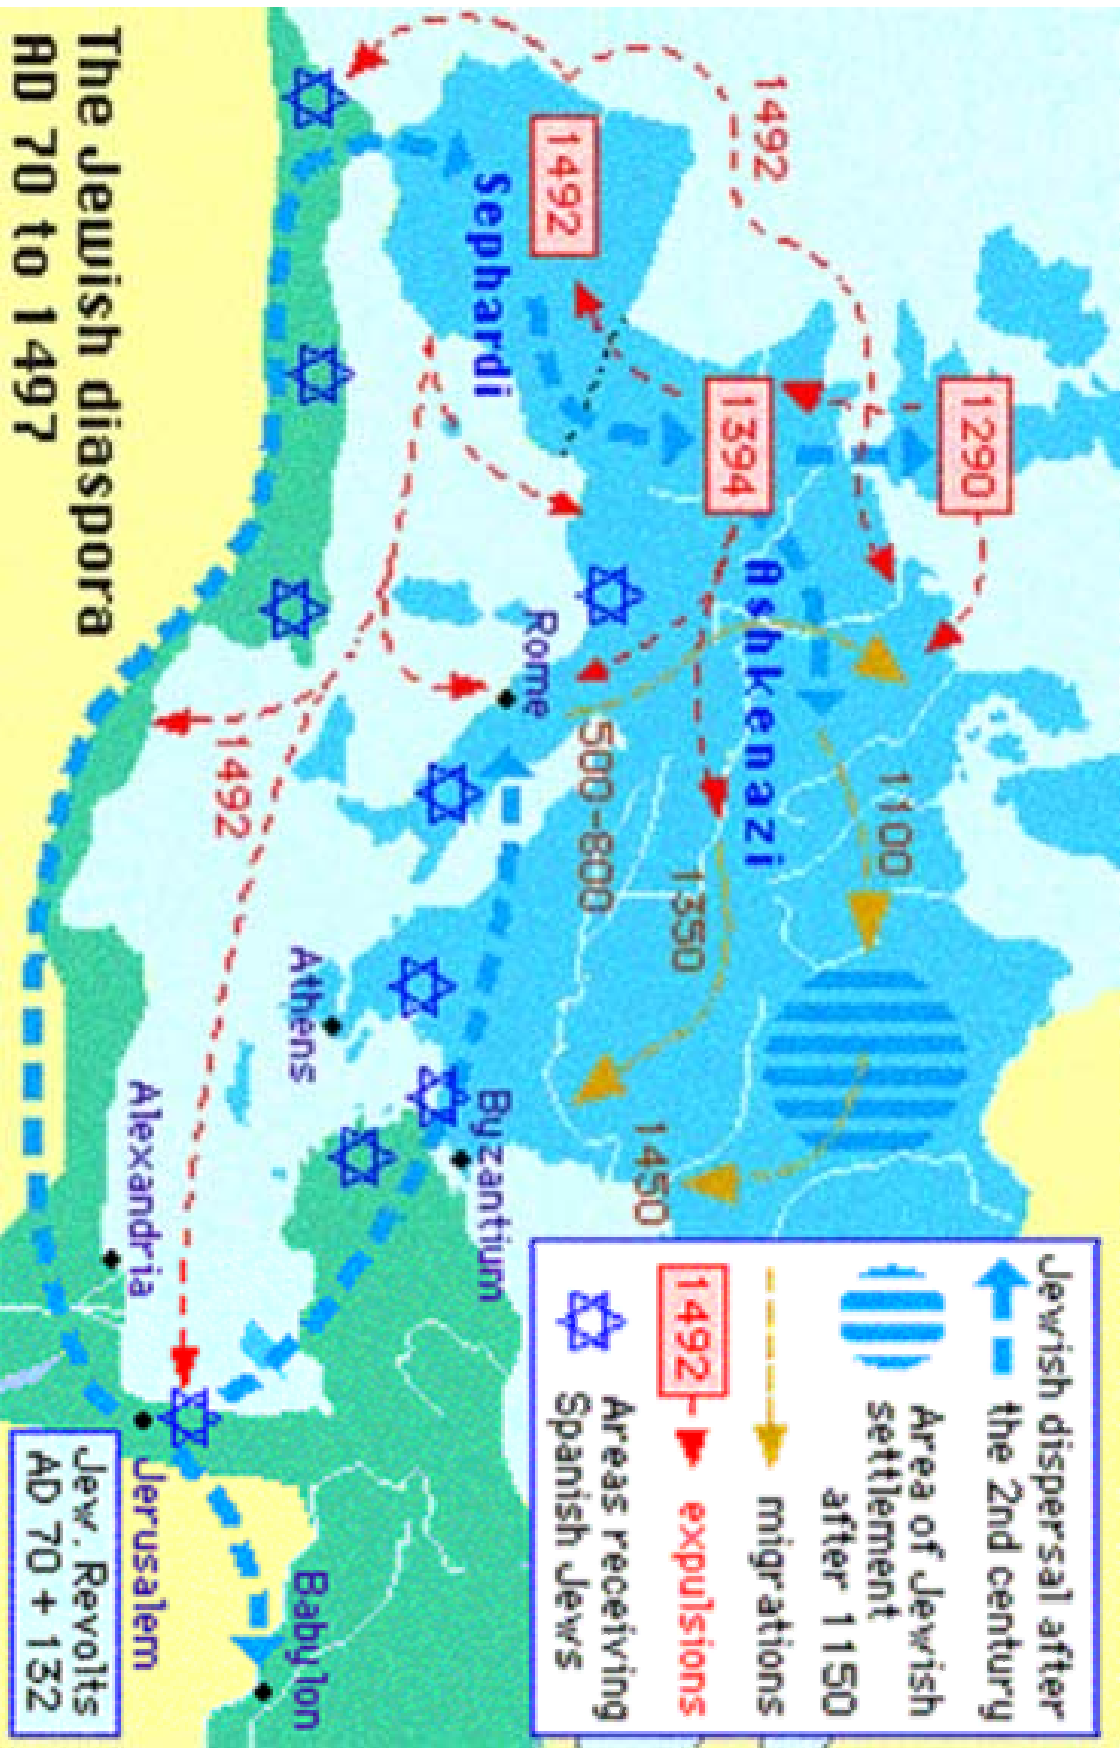 The Jewish diaspora
AD 70 to 1497
1492
1492
Sephardi
1290
1394
Ashkenazi
Rome
500-800
1100
1350
1492
Athens
Byzantium
1450
Alexandria
Jerusalem
Babylon
Jewish dispersal after
the 2nd century
Area of Jewish
settlement
after 1150
migrations
1492
expulsions
Areas receiving
Spanish Jews
Jew. Revolts
AD 70 + 132